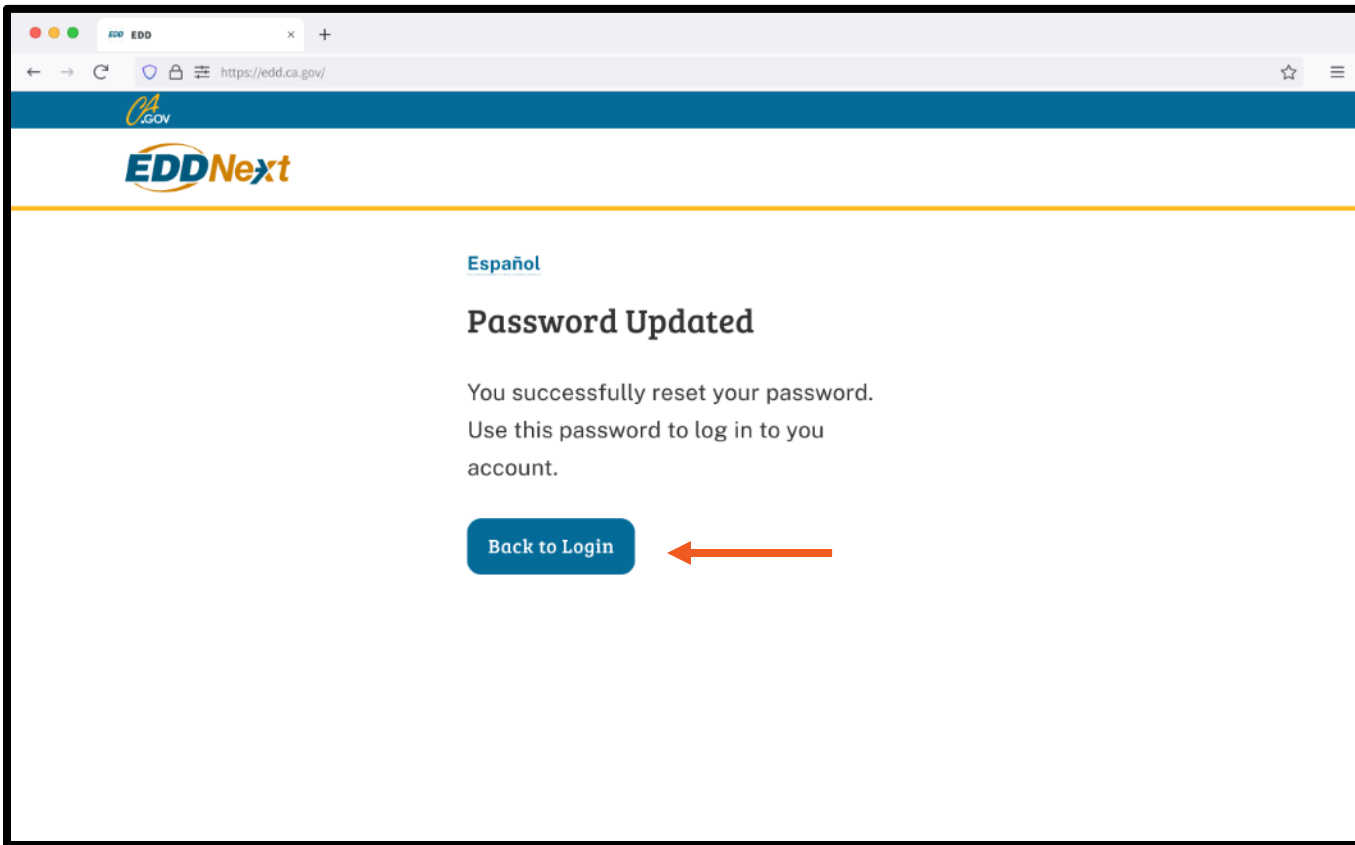 EDD EDD
https://edd.ca.gov/
CA.GOV
EDDNext
Español
Password Updated
You successfully reset your password.
Use this password to log in to you
account.
Back to Login